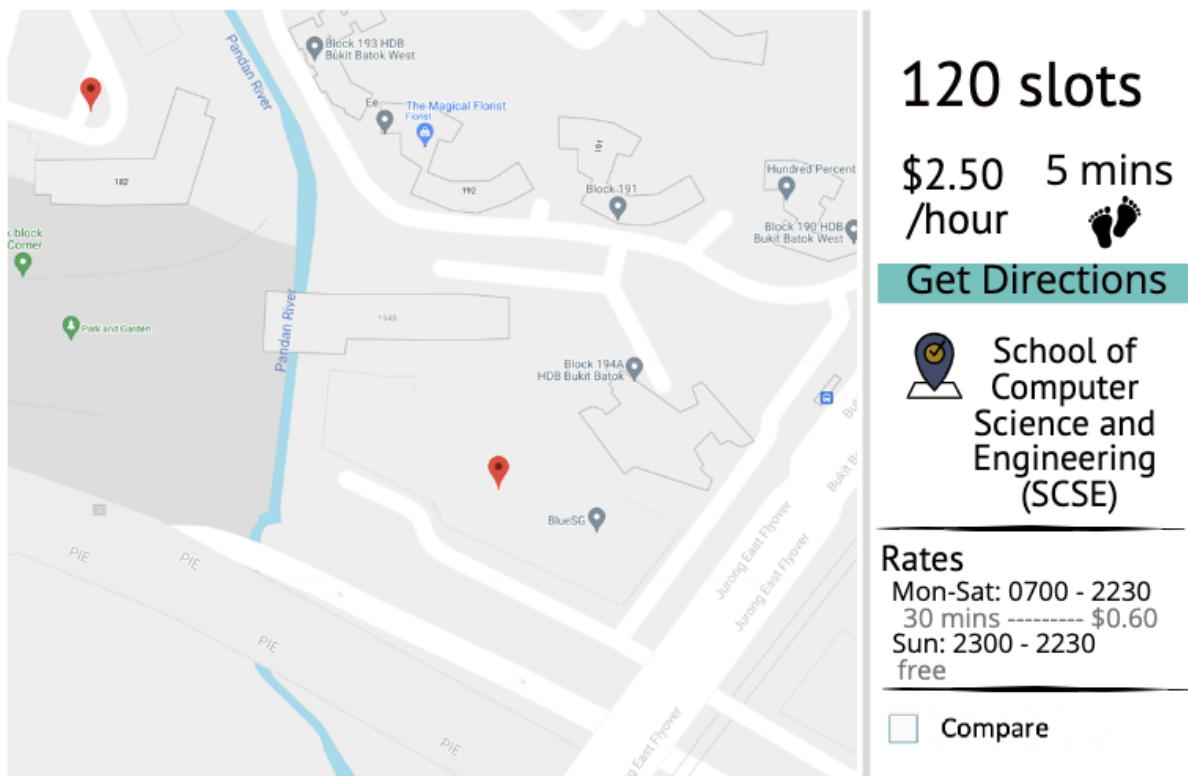 Block 193 HDB
Bukit Batok West
Pandan River
Ee
The Magical Florist
Florist
182
192
191
Block 191
Hundred Percent
Block 190 HDB
Bukit Batok West
k block
Corner
Park and Garden
Pandan River
194B
Block 194A
HDB Bukit Batok
BlueSG
PIE
PIE
PIE
PIE
Jurong East Flyover
Jurong East Flyover
g East Flyover
Bukit B
120 slots
$2.50
/hour
5 mins
Get Directions
School of
Computer
Science and
Engineering
(SCSE)
Rates
Mon-Sat: 0700 - 2230
30 mins --------- $0.60
Sun: 2300 - 2230
free
Compare